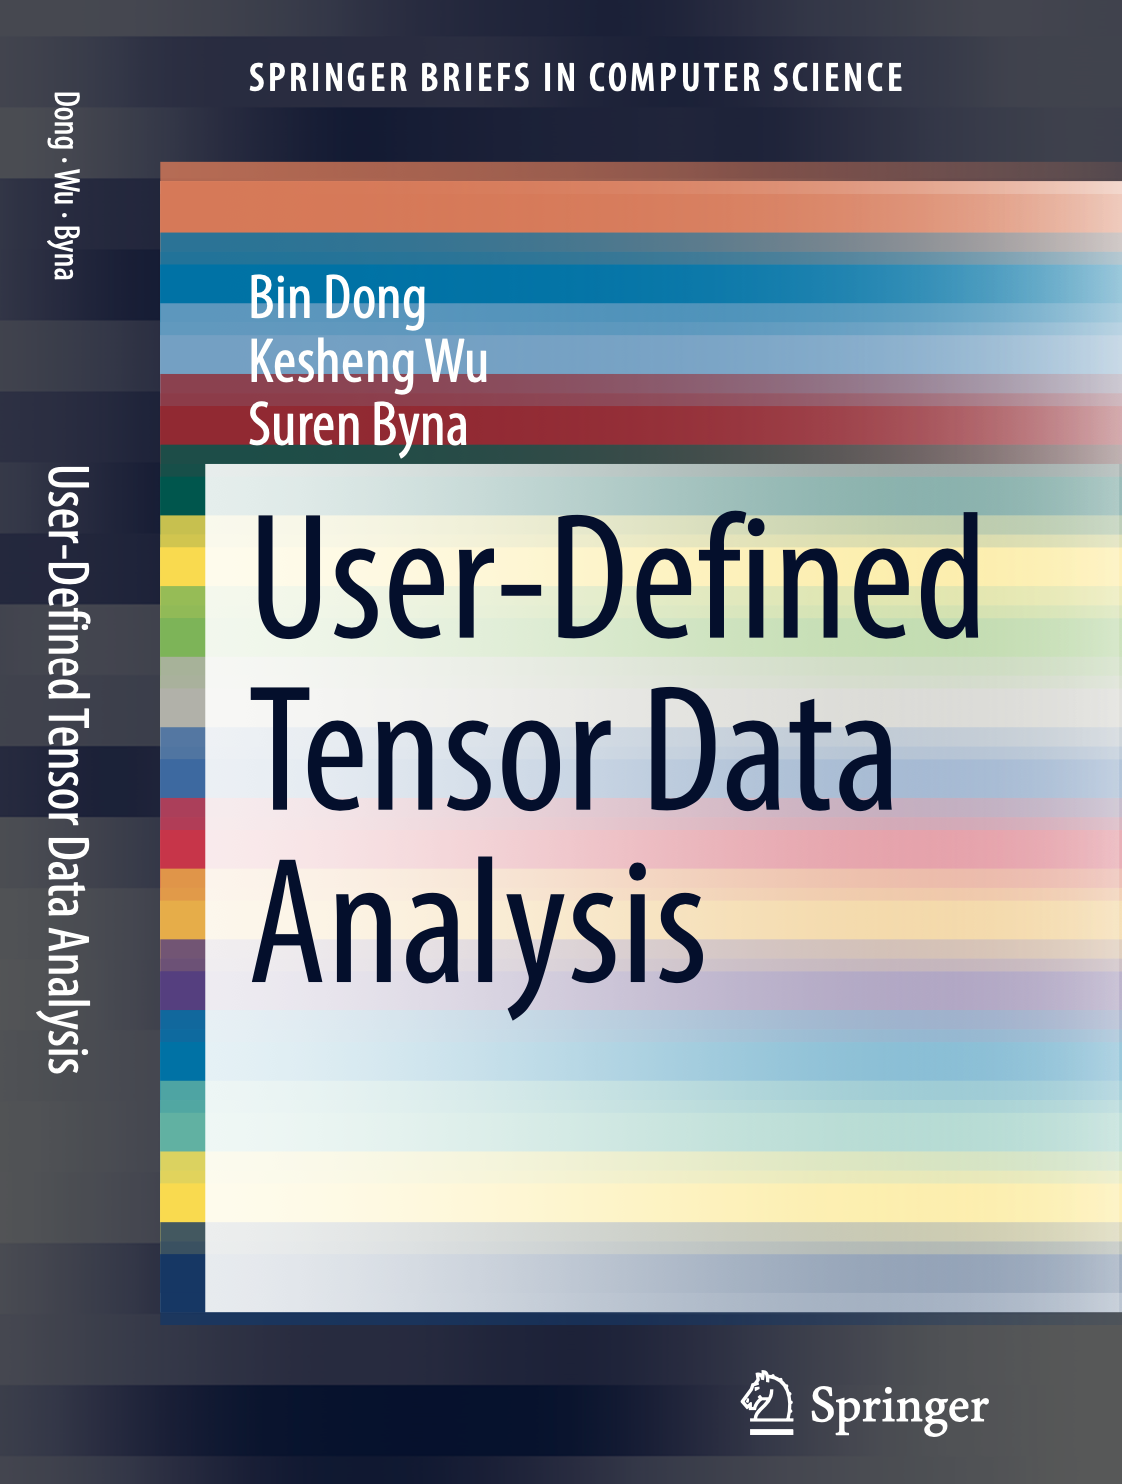 SPRINGER BRIEFS IN COMPUTER SCIENCE
Dong · Wu · Byna
User-Defined Tensor Data Analysis
Bin Dong
Kesheng Wu
Suren Byna
User-Defined
Tensor Data
Analysis
Springer